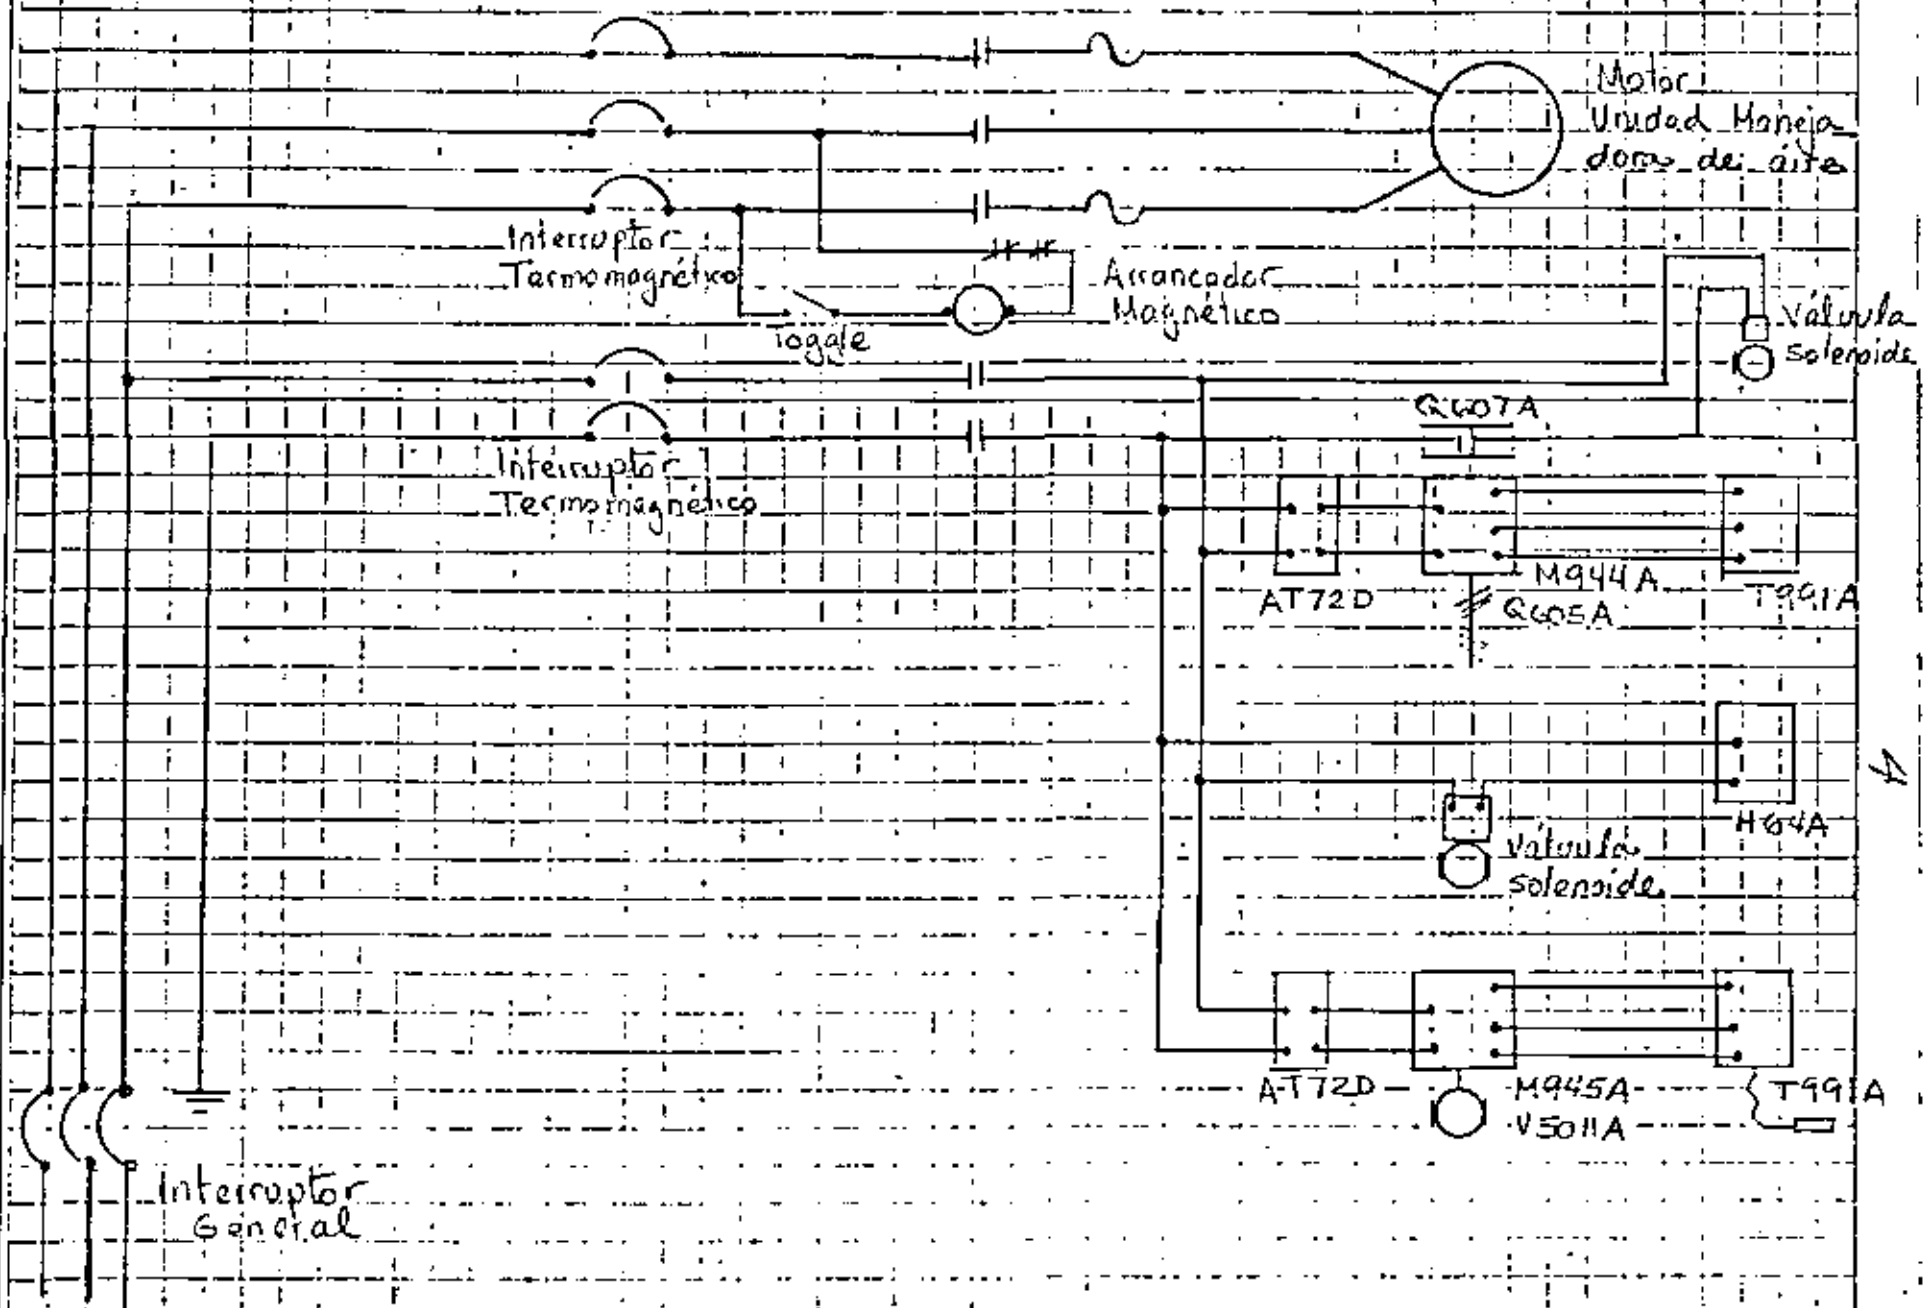 Motor
Unidad Maneja
dora de aire
Interruptor
Termomagnético
Arrancador
Magnético
Toggle
Válvula
Solenoide
Q607A
Interruptor
Termomagnético
M944A
T991A
AT72D
Q605A
4
H64A
Válvula
solenoide
AT72D
M945A
T991A
V5011A
Interruptor
General